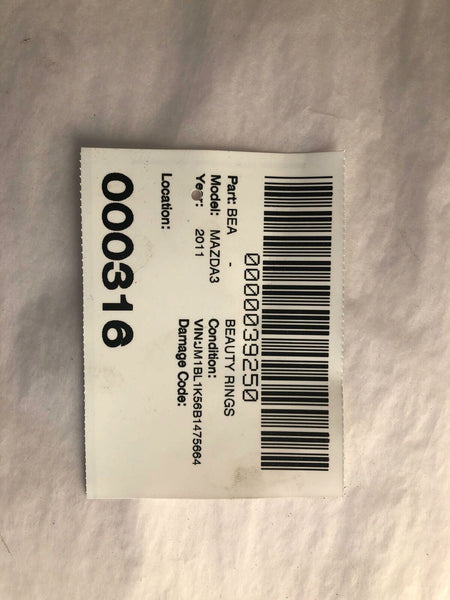 0000039250
Part: BEA - BEAUTY RINGS
Model: MAZDA3 Condition:
Year: 2011 VIN:JM1BL1K56B1475664
Damage Code:
Location:
000316